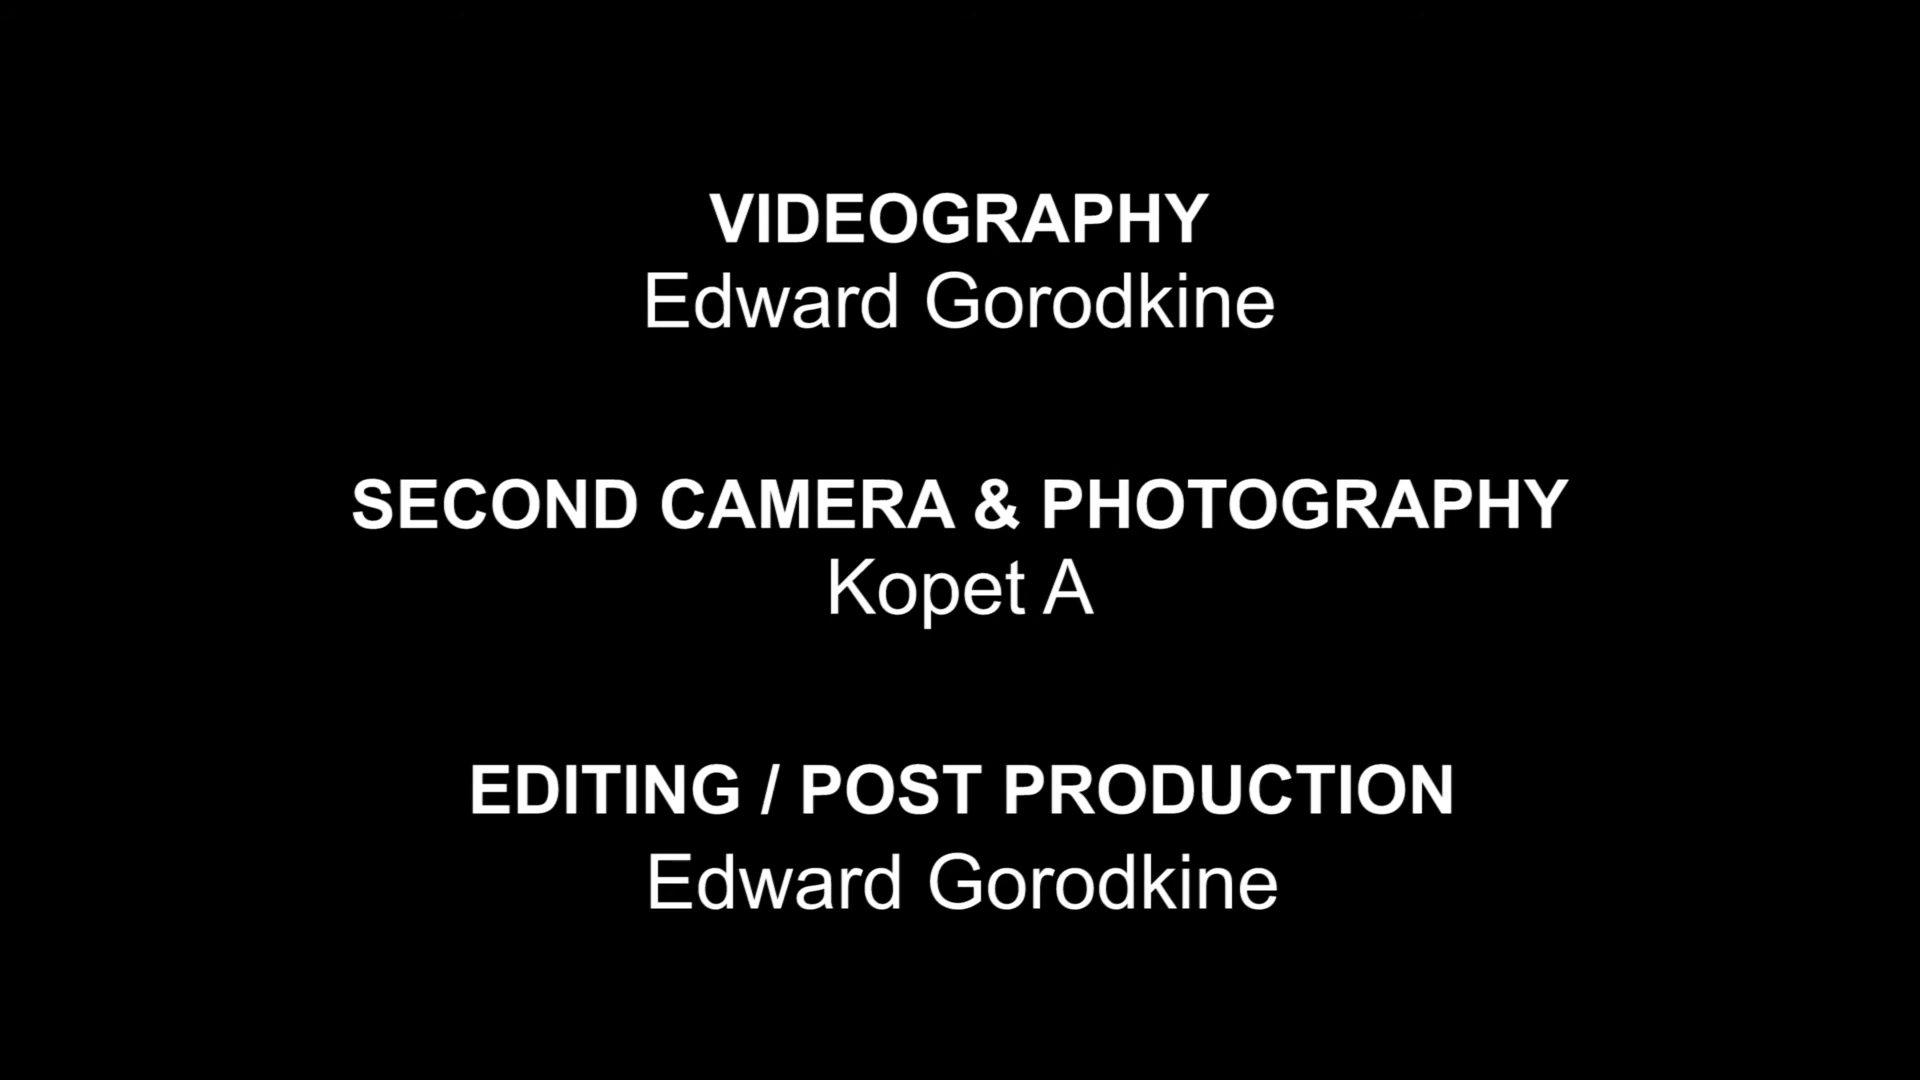 VIDEOGRAPHY
Edward Gorodkine
SECOND CAMERA & PHOTOGRAPHY
Kopet A
EDITING / POST PRODUCTION
Edward Gorodkine